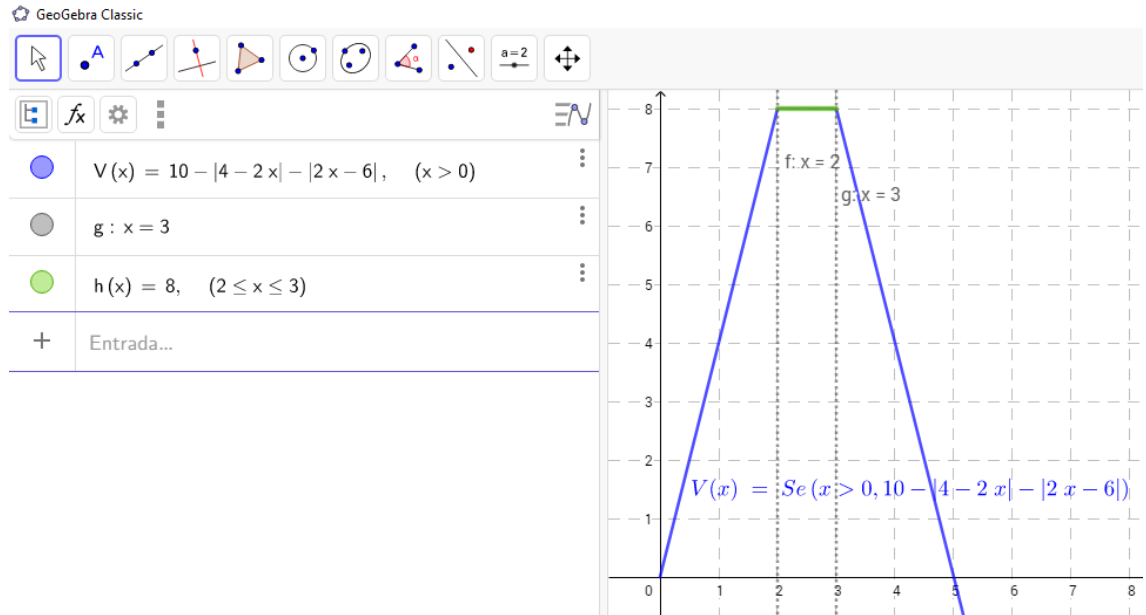 GeoGebra Classic
A
α
a=2
fx
V(x) = 10 − |4 − 2 x| − |2 x − 6| , (x > 0)
g : x = 3
h(x) = 8, (2 ≤ x ≤ 3)
+ Entrada...
8
7
f: x = 2
g: x = 3
6
5
4
3
2
V(x) = Se (x > 0, 10 − |4 − 2 x| − |2 x − 6|)
1
0 1 2 3 4 5 6 7 8